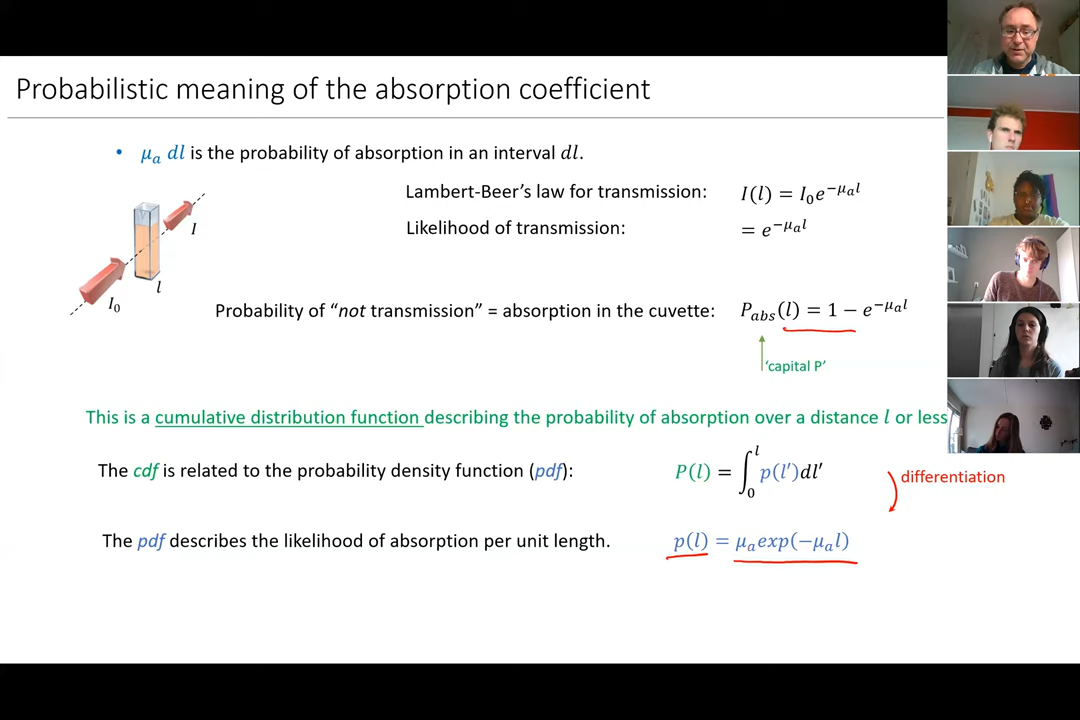 Probabilistic meaning of the absorption coefficient
• μₐ dl is the probability of absorption in an interval dl.
Lambert-Beer's law for transmission: I(l) = I₀e^(−μₐl)
Likelihood of transmission: = e^(−μₐl)
I
l
I₀
Probability of "not transmission" = absorption in the cuvette: P_abs(l) = 1 − e^(−μₐl)
'capital P'
This is a cumulative distribution function describing the probability of absorption over a distance l or less
The cdf is related to the probability density function (pdf): P(l) = ∫₀ˡ p(l′)dl′
differentiation
The pdf describes the likelihood of absorption per unit length. p(l) = μₐexp(−μₐl)